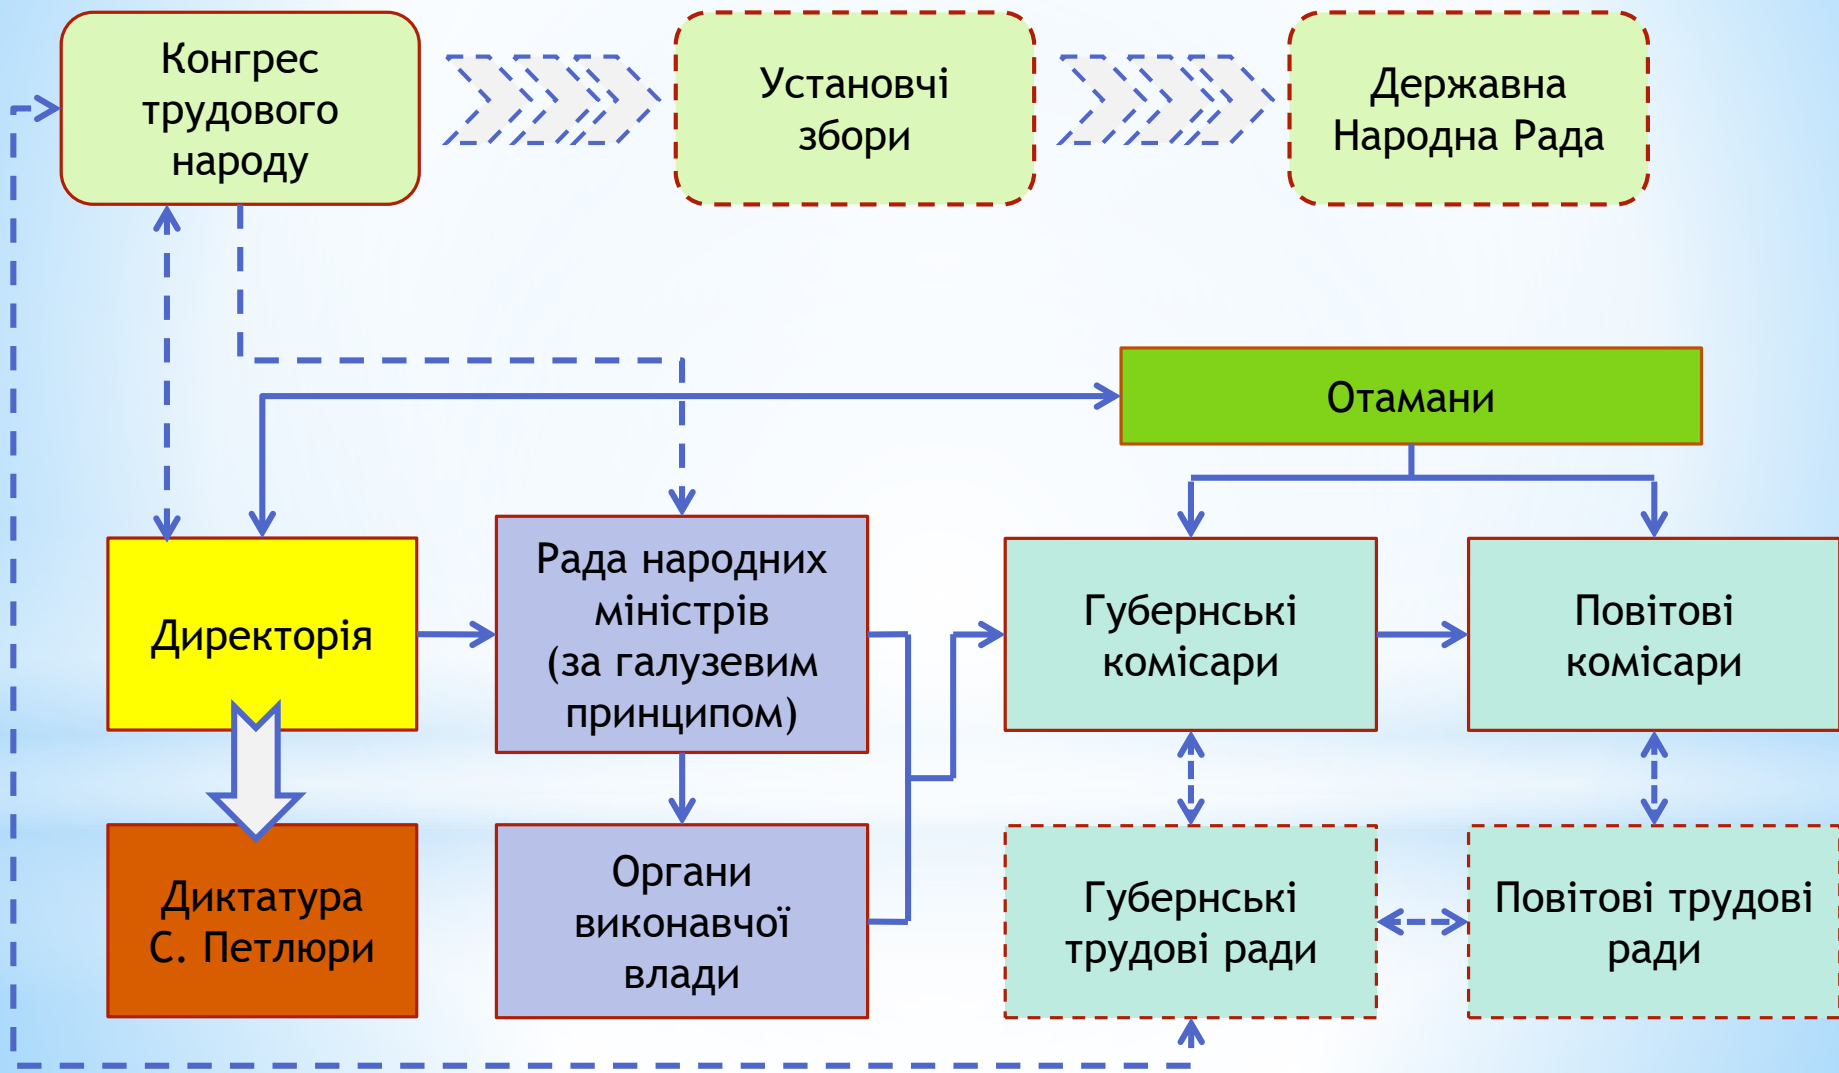 Конгрес
трудового
народу
Установчі
збори
Державна
Народна Рада
Отамани
Директорія
Рада народних
міністрів
(за галузевим
принципом)
Губернські
комісари
Повітові
комісари
Диктатура
С. Петлюри
Органи
виконавчої
влади
Губернські
трудові ради
Повітові трудові
ради